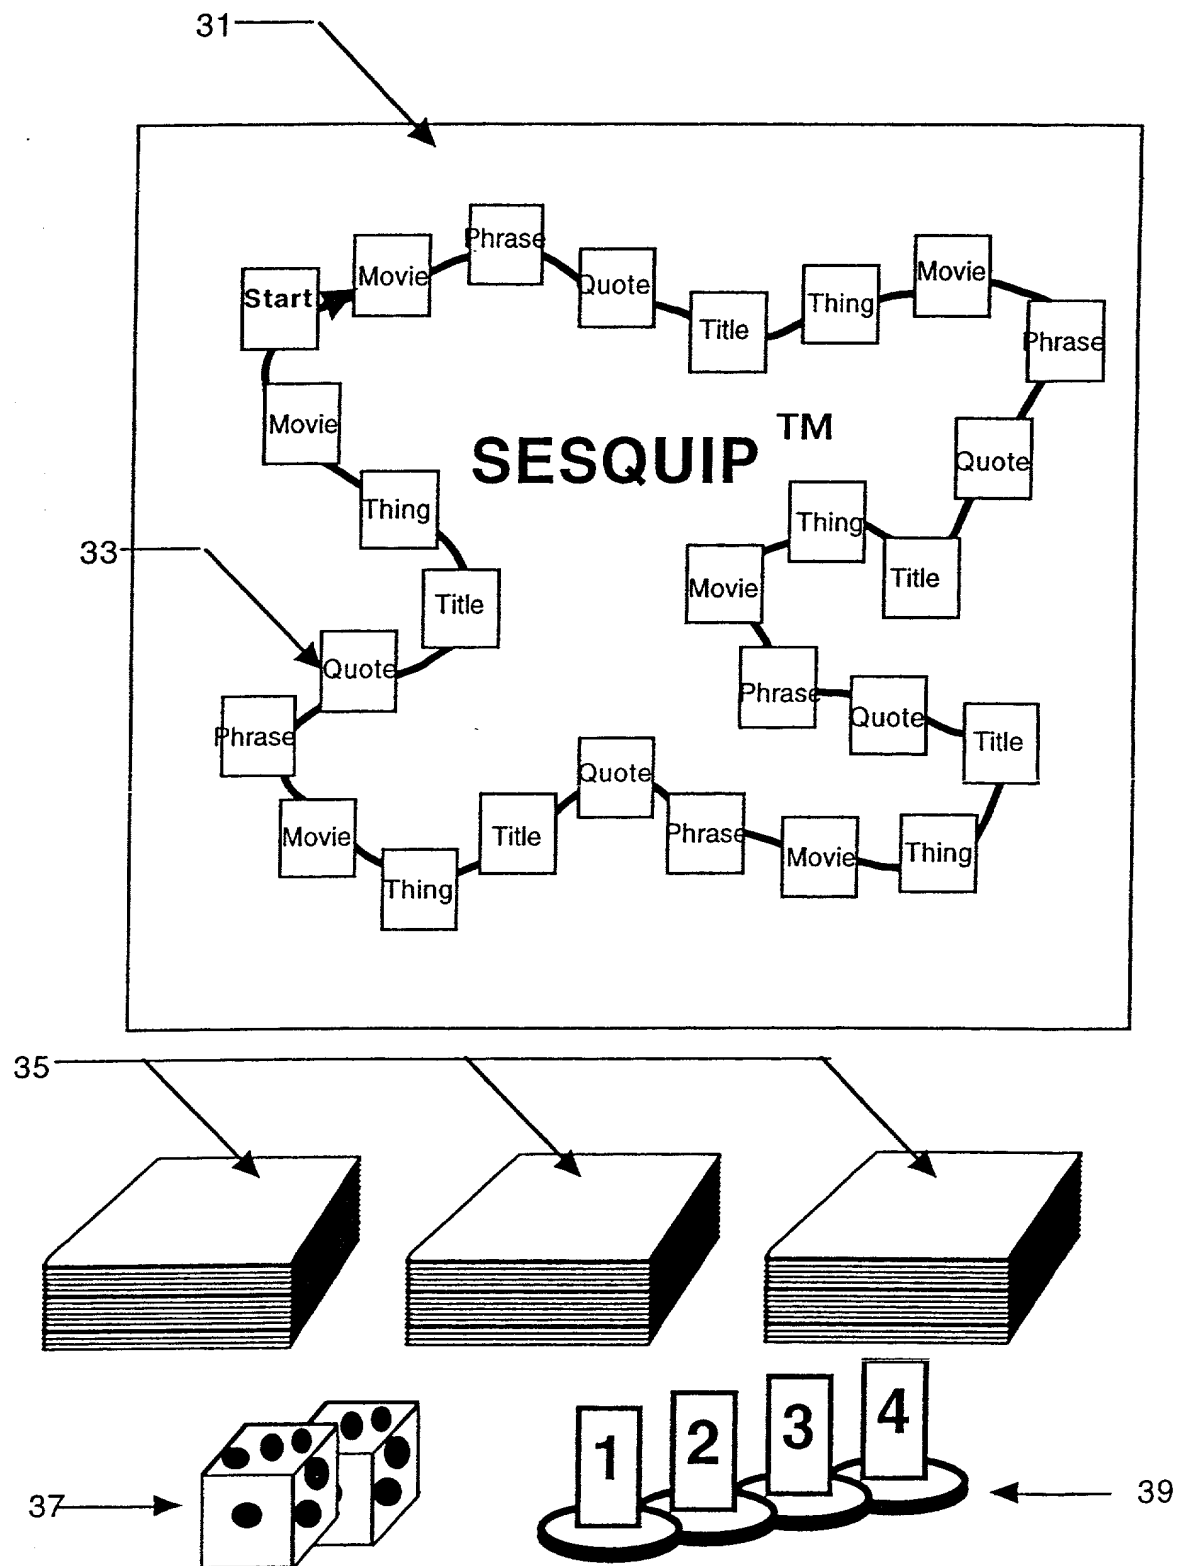 31
Phrase
Movie
Quote
Movie
Start
Thing
Title
Phrase
Movie
SESQUIP TM
Quote
Thing
Thing
33
Title
Movie
Title
Quote
Phrase
Quote
Phrase
Title
Quote
Movie
Title
Phrase
Movie
Thing
Thing
35
1 2 3 4
37
39